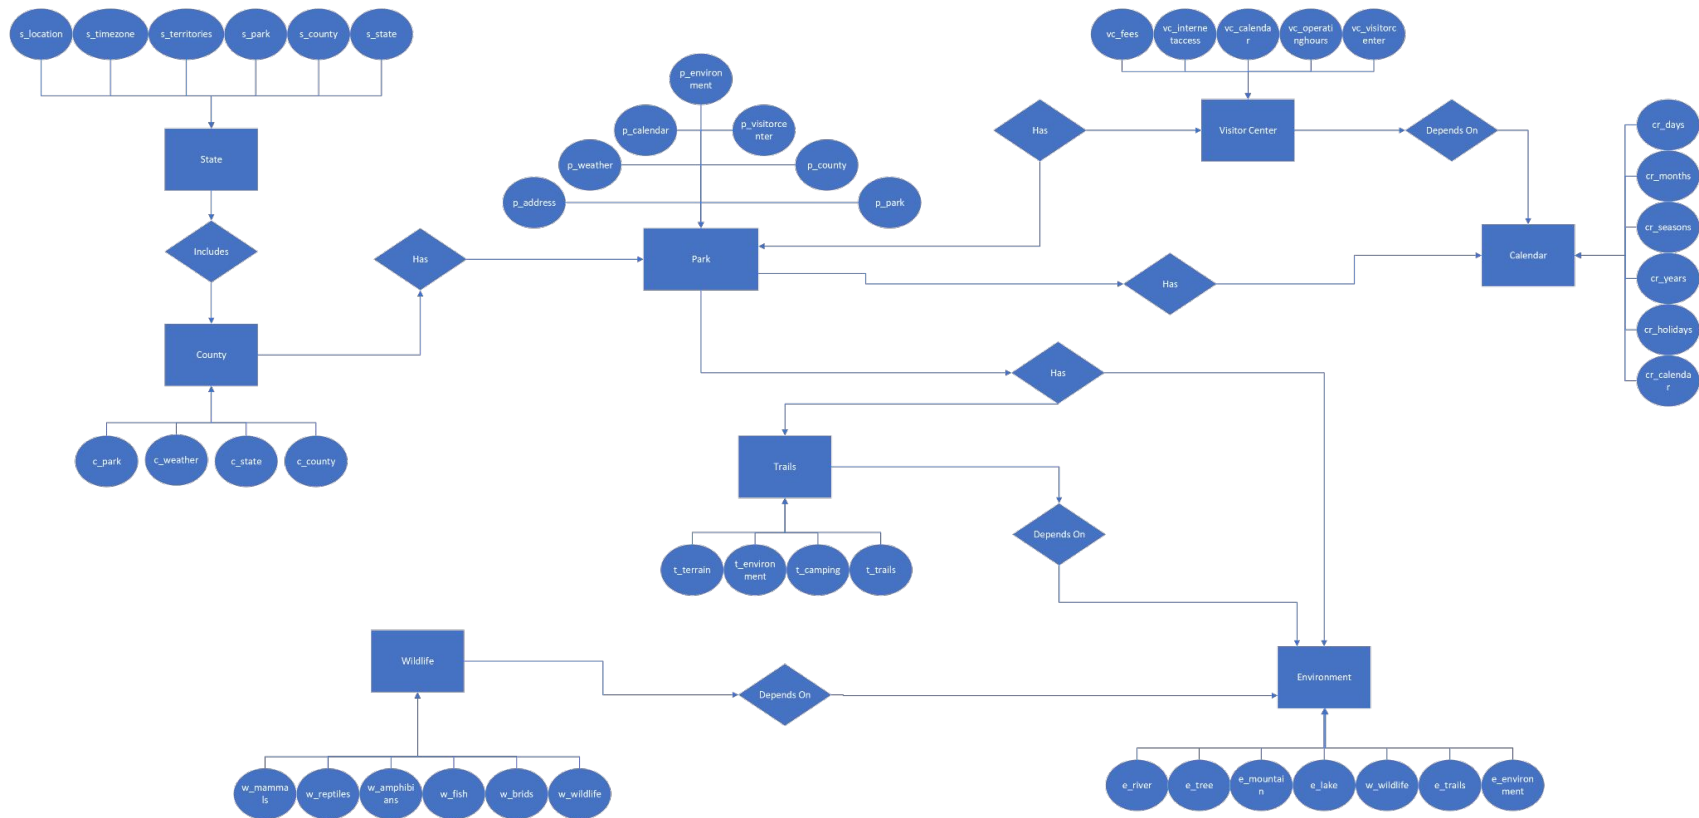 s_location
s_timezone
s_territories
s_park
s_county
s_state
vc_fees
vc_interne
taccess
vc_calenda
r
vc_operati
nghours
vc_visitorc
enter
p_environ
ment
p_calendar
p_visitorce
nter
p_weather
p_county
p_address
p_park
State
Includes
County
Has
Park
Has
Visitor Center
Depends On
cr_days
cr_months
cr_seasons
cr_years
cr_holidays
cr_calenda
r
Calendar
Has
Has
c_park
c_weather
c_state
c_county
Trails
t_terrain
t_environ
ment
t_camping
t_trails
Depends On
Wildlife
Depends On
Environment
w_mamma
ls
w_reptiles
w_amphibi
ans
w_fish
w_brids
w_wildlife
e_river
e_tree
e_mountai
n
e_lake
w_wildlife
e_trails
e_environ
ment